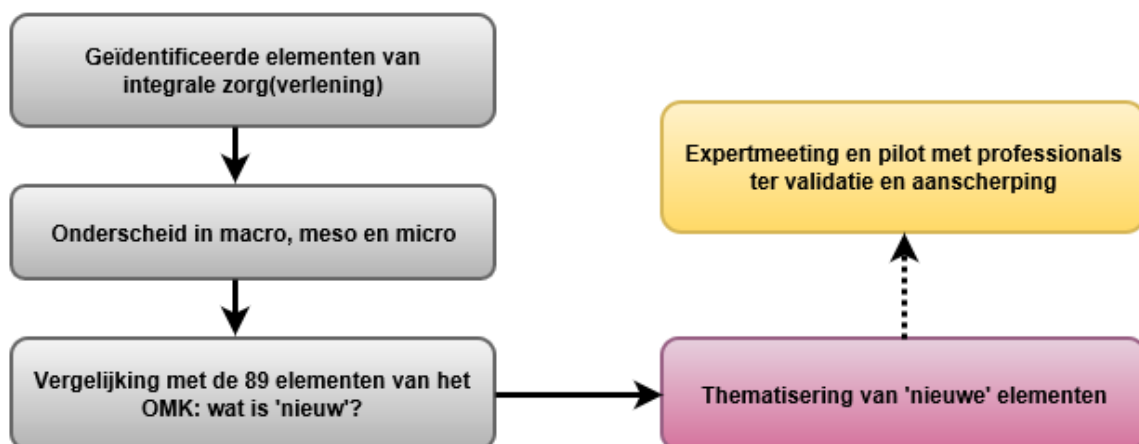 Geïdentificeerde elementen van
integrale zorg(verlening)
Onderscheid in macro, meso en micro
Vergelijking met de 89 elementen van het
OMK: wat is 'nieuw'?
Thematisering van 'nieuwe' elementen
Expertmeeting en pilot met professionals
ter validatie en aanscherping